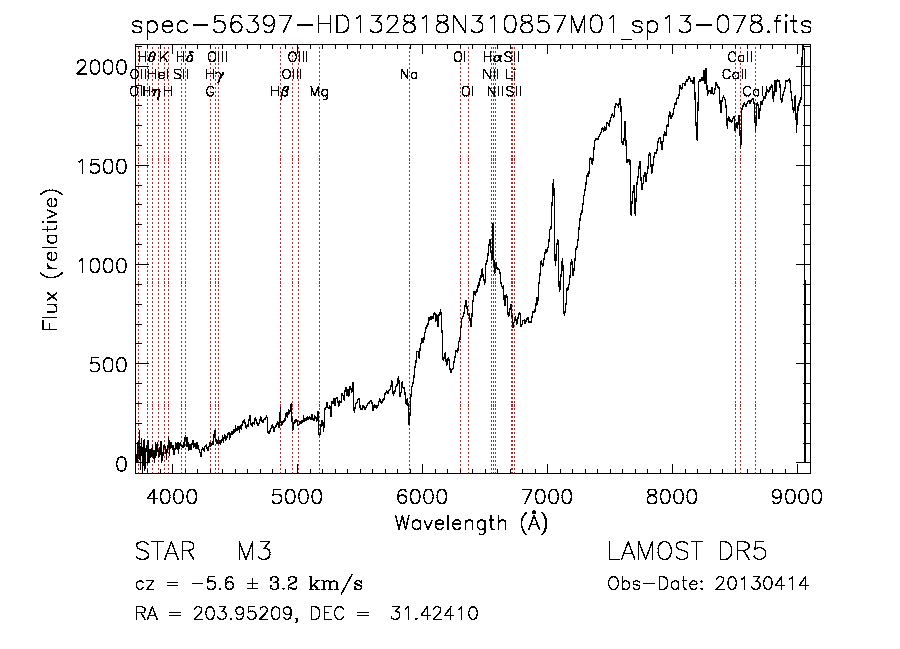 spec-56397-HD132818N310857M01_sp13-078.fits
Hθ K Hδ OIII OIII OI Hα SII CaII
OII HeI SII Hγ OIII Na NII Li CaII
OII Hη H G Hβ Mg OI NII SII CaII
2000
1500
1000
500
0
Flux (relative)
4000 5000 6000 7000 8000 9000
Wavelength (Å)
STAR M3 LAMOST DR5
cz = -5.6 ± 3.2 km/s Obs-Date: 20130414
RA = 203.95209, DEC = 31.42410